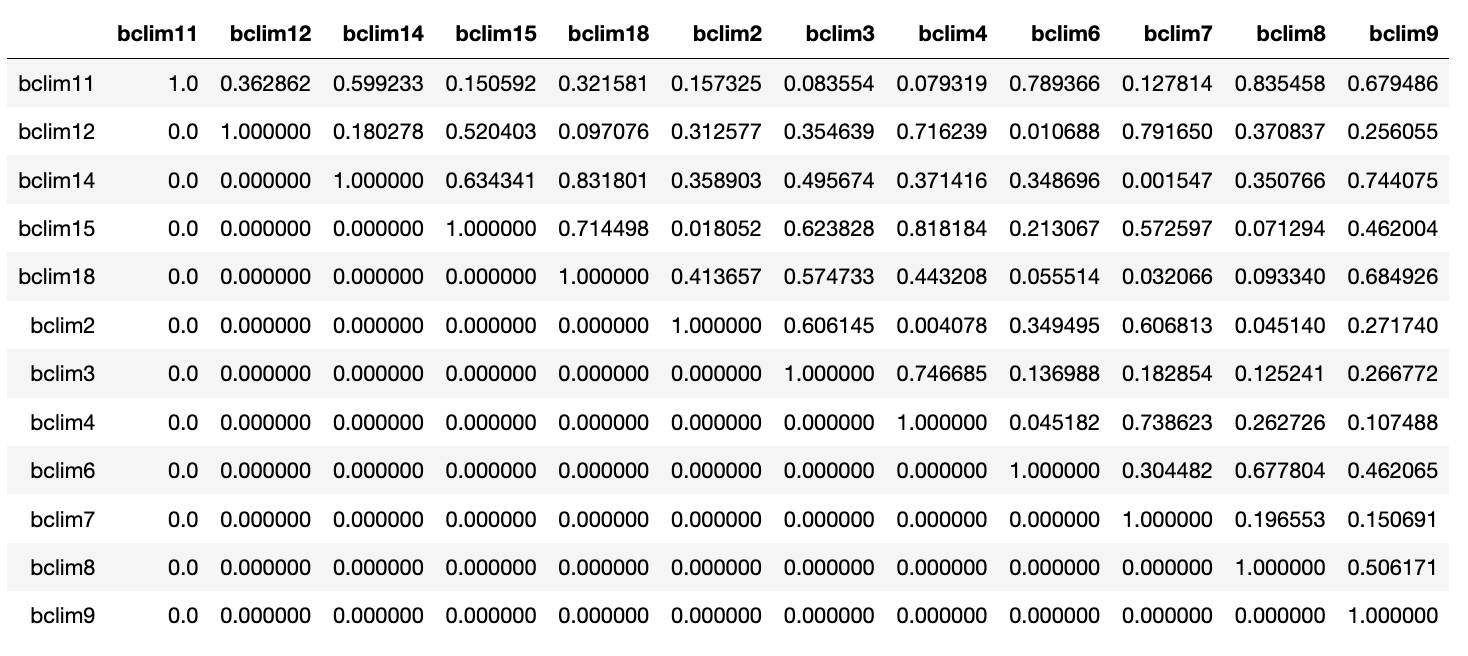 bclim11 bclim12 bclim14 bclim15 bclim18 bclim2 bclim3 bclim4 bclim6 bclim7 bclim8 bclim9
bclim11 1.0 0.362862 0.599233 0.150592 0.321581 0.157325 0.083554 0.079319 0.789366 0.127814 0.835458 0.679486
bclim12 0.0 1.000000 0.180278 0.520403 0.097076 0.312577 0.354639 0.716239 0.010688 0.791650 0.370837 0.256055
bclim14 0.0 0.000000 1.000000 0.634341 0.831801 0.358903 0.495674 0.371416 0.348696 0.001547 0.350766 0.744075
bclim15 0.0 0.000000 0.000000 1.000000 0.714498 0.018052 0.623828 0.818184 0.213067 0.572597 0.071294 0.462004
bclim18 0.0 0.000000 0.000000 0.000000 1.000000 0.413657 0.574733 0.443208 0.055514 0.032066 0.093340 0.684926
bclim2 0.0 0.000000 0.000000 0.000000 0.000000 1.000000 0.606145 0.004078 0.349495 0.606813 0.045140 0.271740
bclim3 0.0 0.000000 0.000000 0.000000 0.000000 0.000000 1.000000 0.746685 0.136988 0.182854 0.125241 0.266772
bclim4 0.0 0.000000 0.000000 0.000000 0.000000 0.000000 0.000000 1.000000 0.045182 0.738623 0.262726 0.107488
bclim6 0.0 0.000000 0.000000 0.000000 0.000000 0.000000 0.000000 0.000000 1.000000 0.304482 0.677804 0.462065
bclim7 0.0 0.000000 0.000000 0.000000 0.000000 0.000000 0.000000 0.000000 0.000000 1.000000 0.196553 0.150691
bclim8 0.0 0.000000 0.000000 0.000000 0.000000 0.000000 0.000000 0.000000 0.000000 0.000000 1.000000 0.506171
bclim9 0.0 0.000000 0.000000 0.000000 0.000000 0.000000 0.000000 0.000000 0.000000 0.000000 0.000000 1.000000